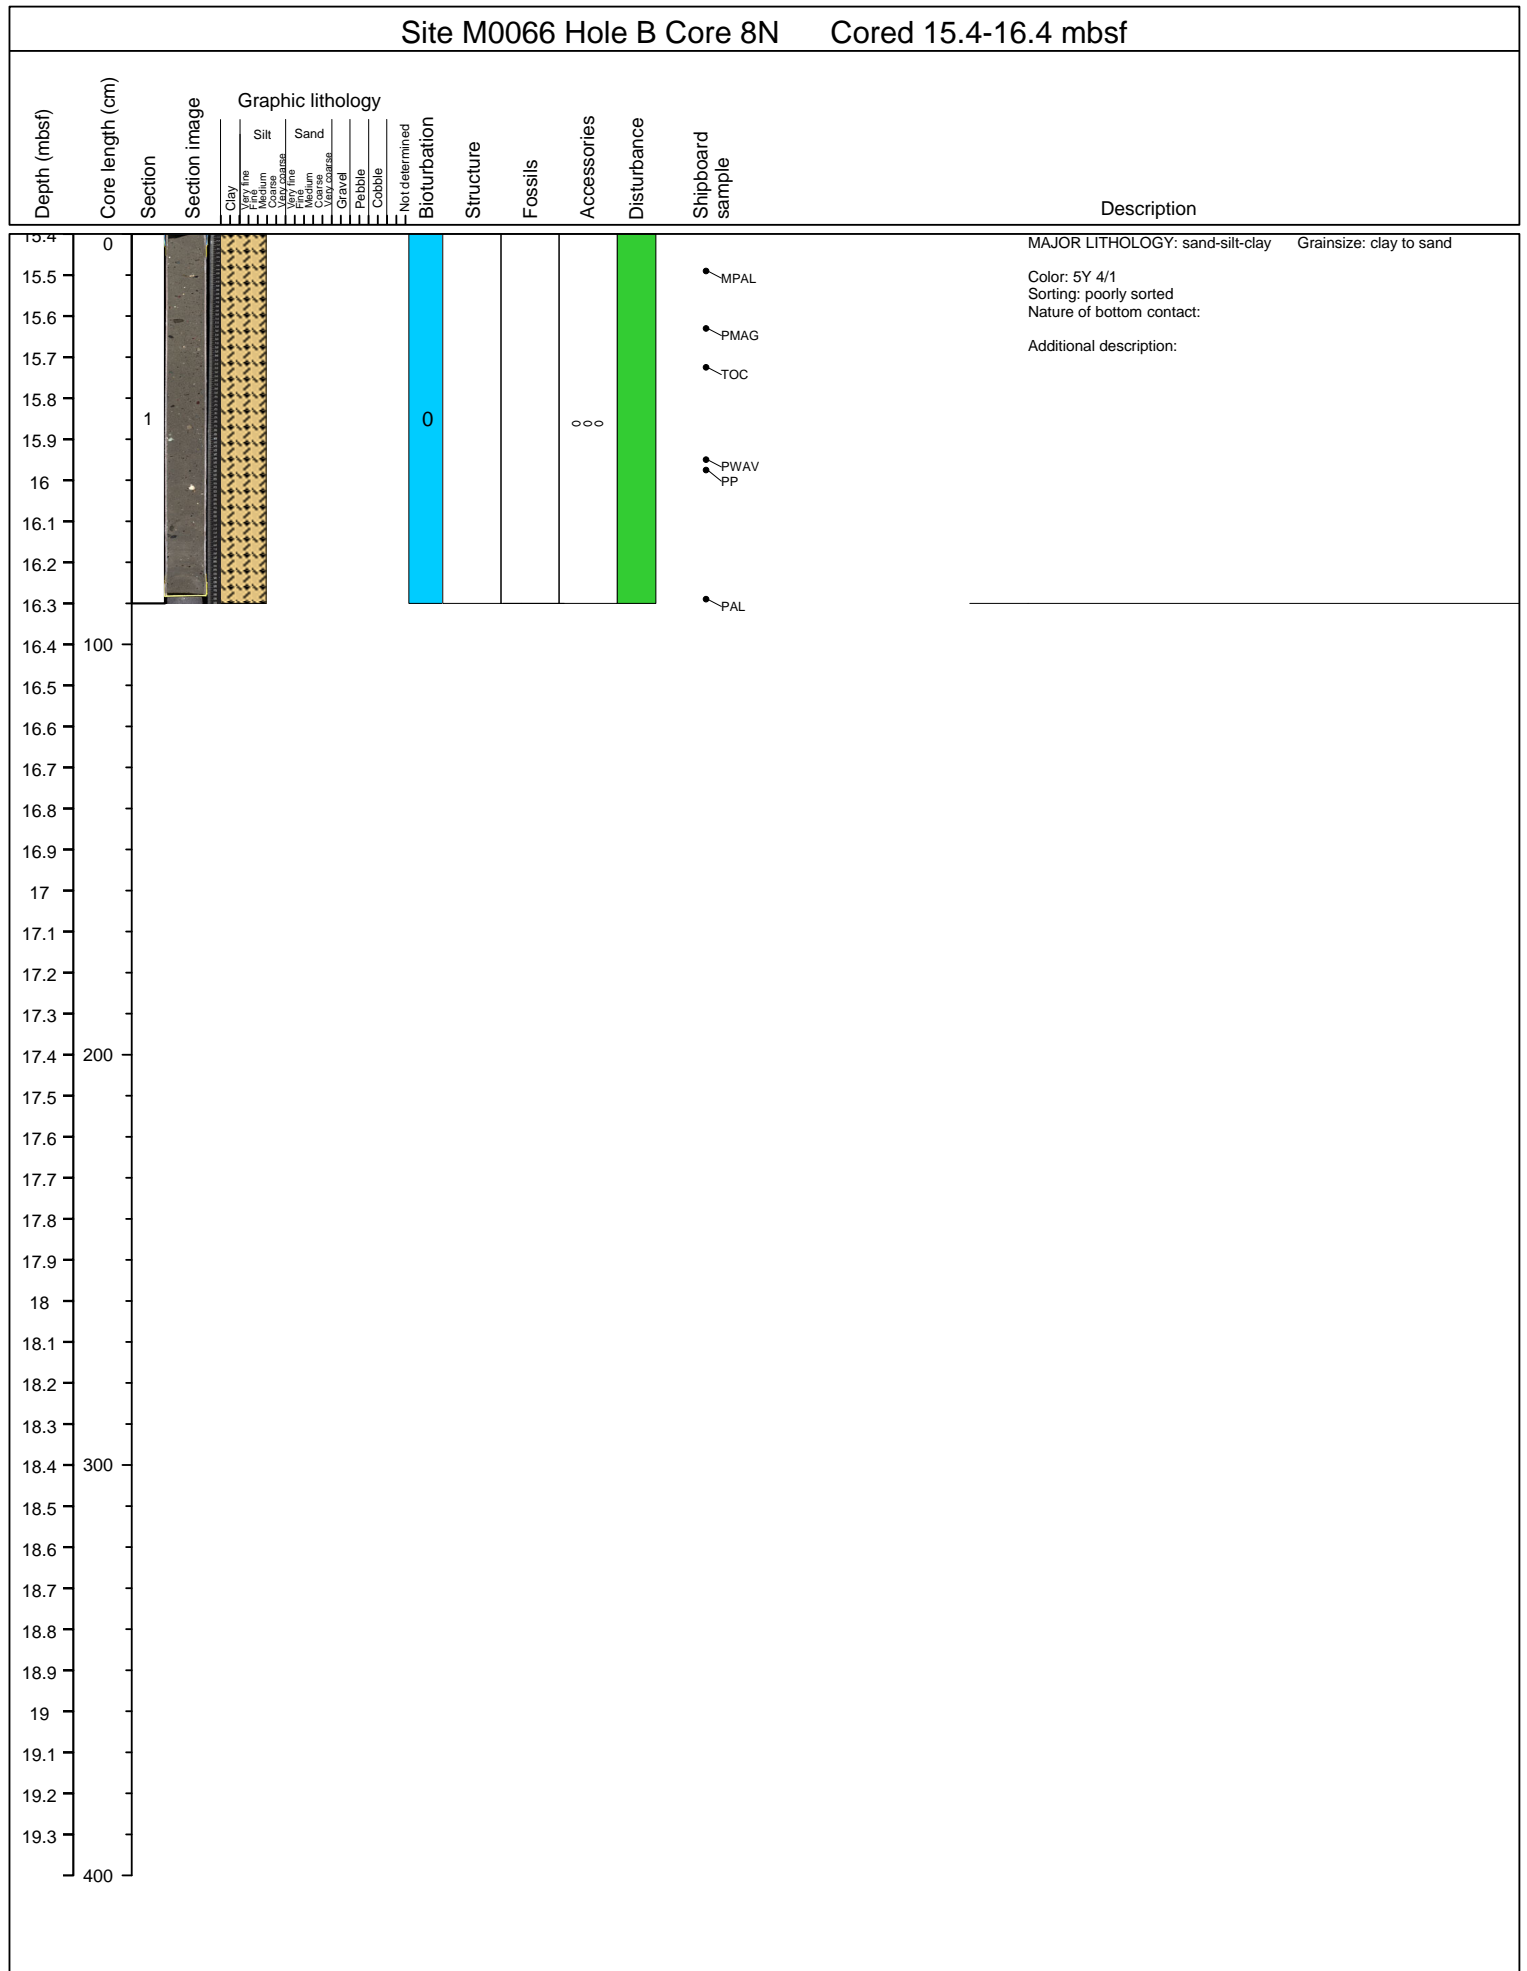 Site M0066 Hole B Core 8N Cored 15.4-16.4 mbsf
Depth (mbsf)
Core length (cm)
Section
Section image
Graphic lithology
Silt
Sand
Clay
Very fine
Fine
Medium
Coarse
Very coarse
Very fine
Fine
Medium
Coarse
Very coarse
Gravel
Pebble
Cobble
Not determined
Bioturbation
Structure
Fossils
Accessories
Disturbance
Shipboard
sample
Description
15.4
15.5
15.6
15.7
15.8
15.9
16
16.1
16.2
16.3
16.4
16.5
16.6
16.7
16.8
16.9
17
17.1
17.2
17.3
17.4
17.5
17.6
17.7
17.8
17.9
18
18.1
18.2
18.3
18.4
18.5
18.6
18.7
18.8
18.9
19
19.1
19.2
19.3
0
100
200
300
400
1
0
MPAL
PMAG
TOC
PWAV
PP
PAL
MAJOR LITHOLOGY: sand-silt-clay Grainsize: clay to sand
Color: 5Y 4/1
Sorting: poorly sorted
Nature of bottom contact:
Additional description: